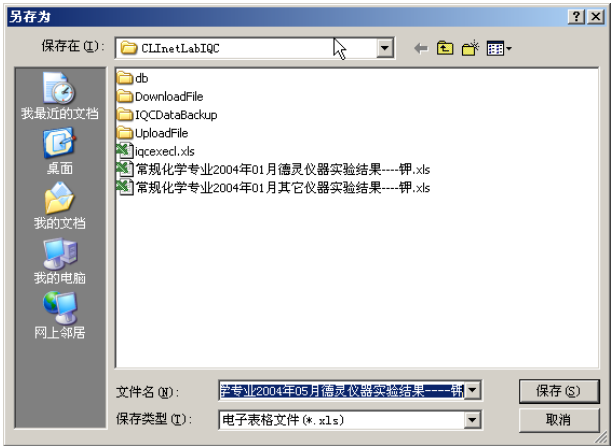 另存为
保存在(I):
CLInetLabIQC
我最近的文档
桌面
我的文档
我的电脑
网上邻居
db
DownloadFile
IQCDataBackup
UploadFile
iqcexecl.xls
常规化学专业2004年01月德灵仪器实验结果----钾.xls
常规化学专业2004年01月其它仪器实验结果----钾.xls
文件名(N):
学专业2004年05月德灵仪器实验结果----钾
保存(S)
保存类型(T):
电子表格文件(*.xls)
取消